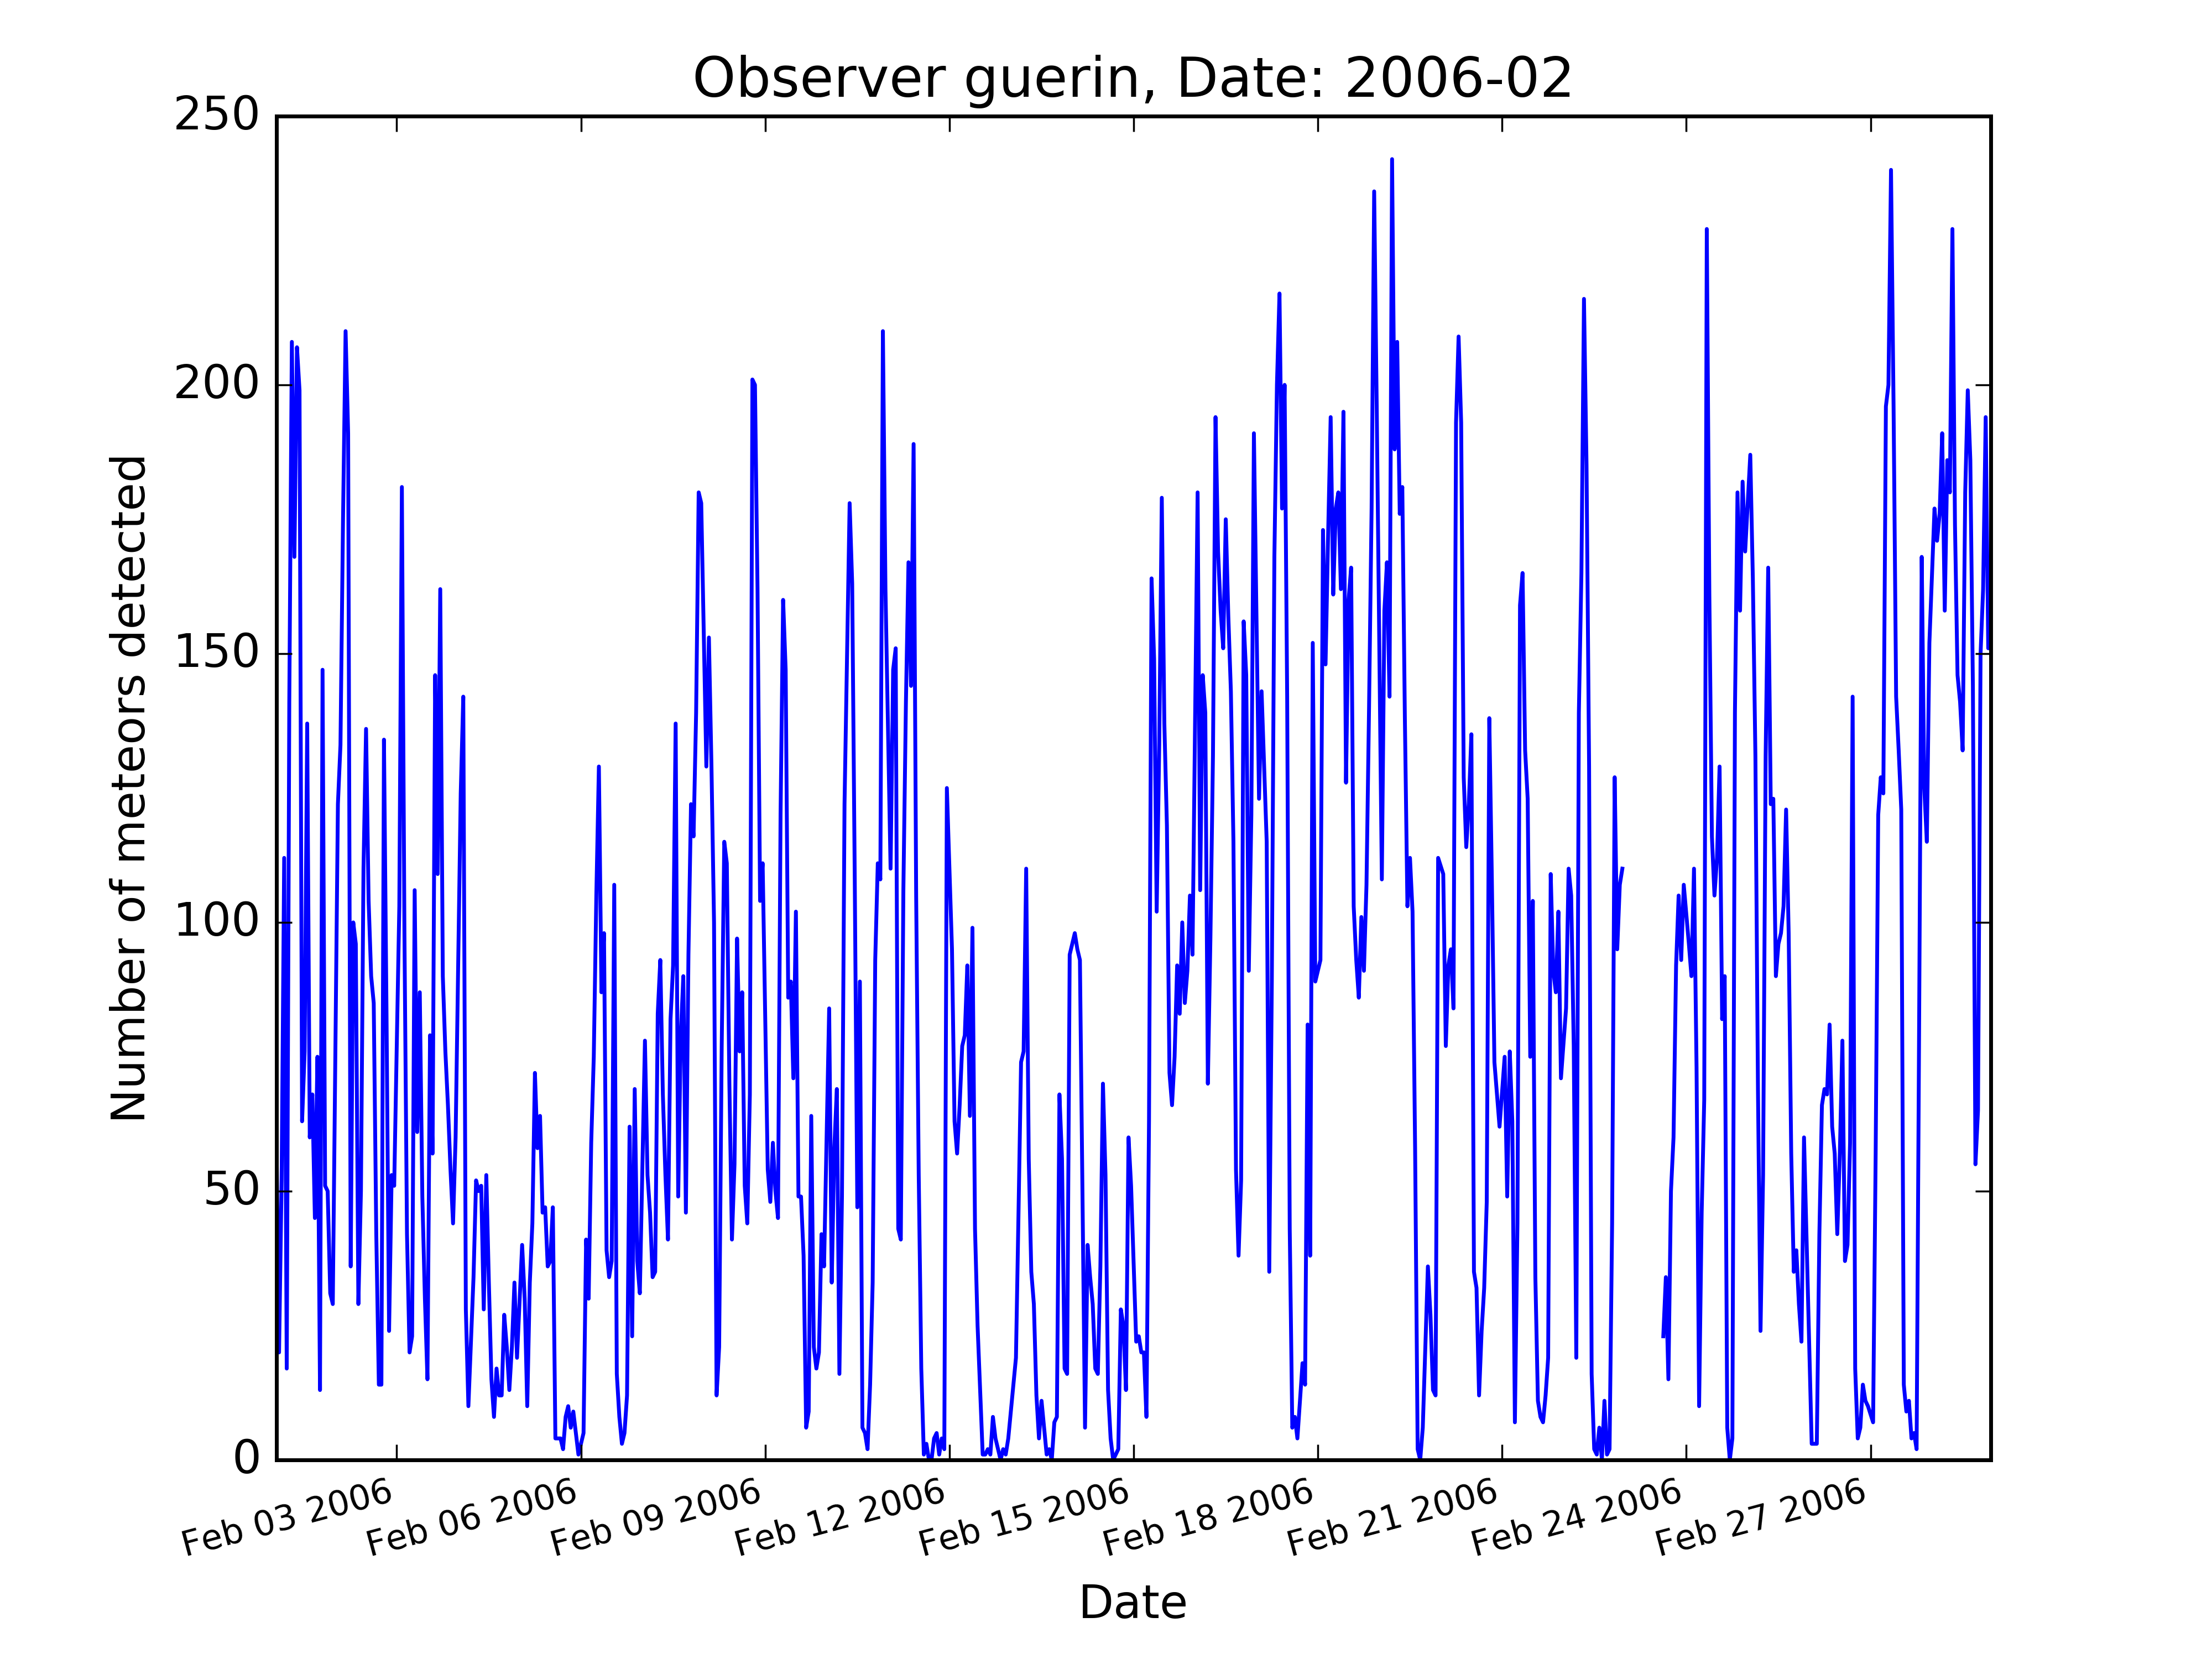 Observer guerin, Date: 2006-02
250
200
150
100
50
0
Number of meteors detected
Feb 03 2006
Feb 06 2006
Feb 09 2006
Feb 12 2006
Feb 15 2006
Feb 18 2006
Feb 21 2006
Feb 24 2006
Feb 27 2006
Date